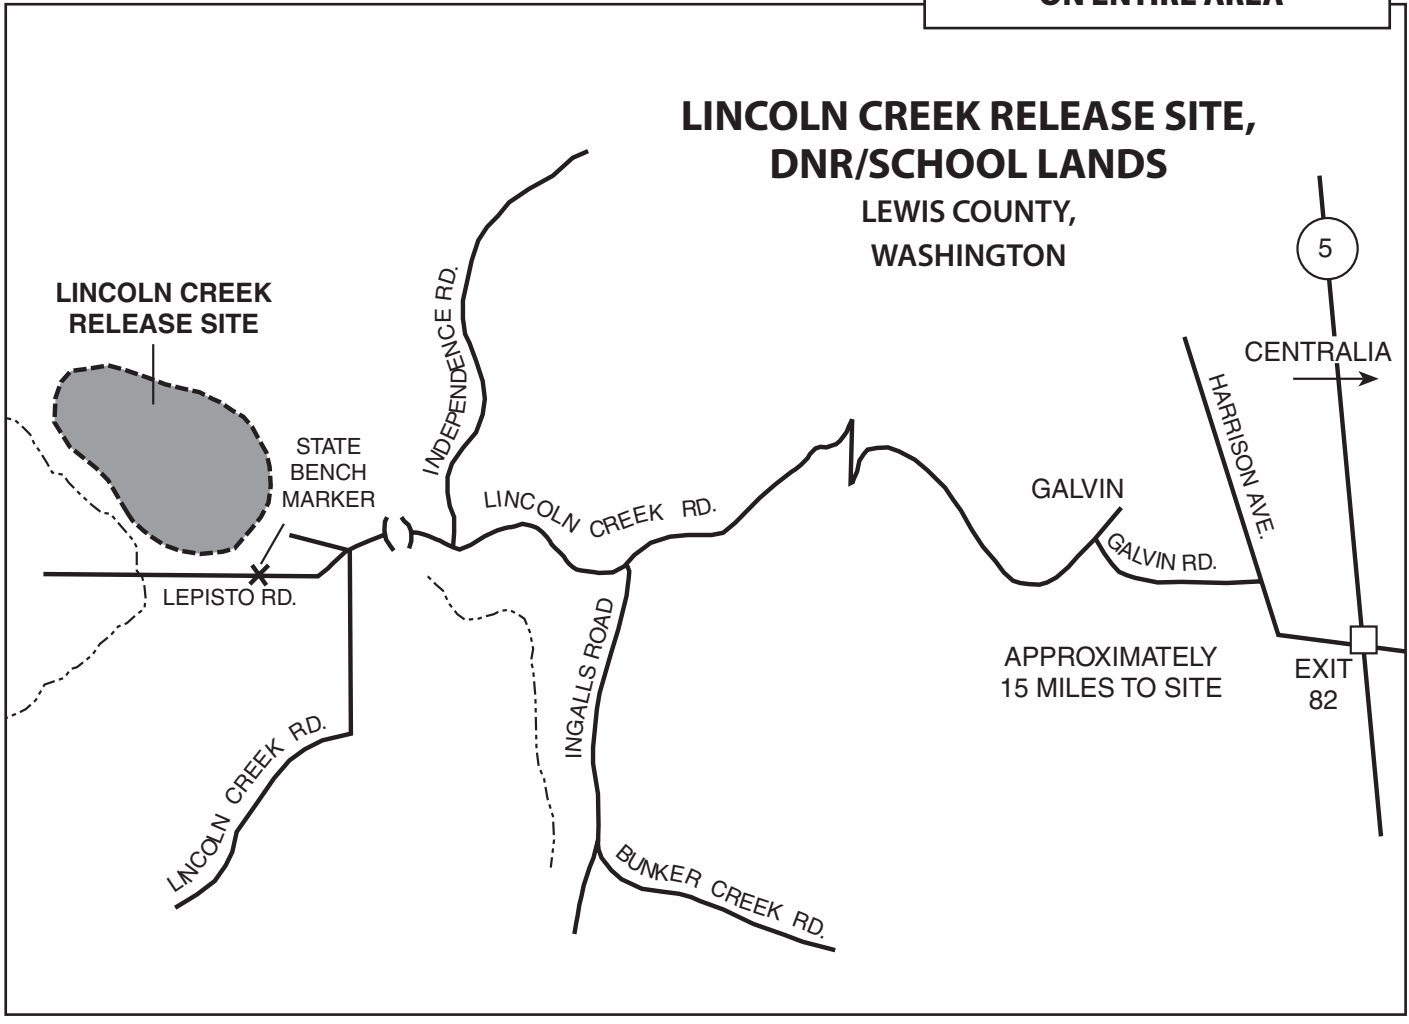 ON ENTIRE AREA
LINCOLN CREEK RELEASE SITE,
DNR/SCHOOL LANDS
LEWIS COUNTY,
WASHINGTON
5
CENTRALIA
LINCOLN CREEK
RELEASE SITE
INDEPENDENCE RD.
HARRISON AVE.
STATE
BENCH
MARKER
LINCOLN CREEK RD.
GALVIN
GALVIN RD.
LEPISTO RD.
INGALLS ROAD
APPROXIMATELY
15 MILES TO SITE
EXIT
82
LINCOLN CREEK RD.
BUNKER CREEK RD.